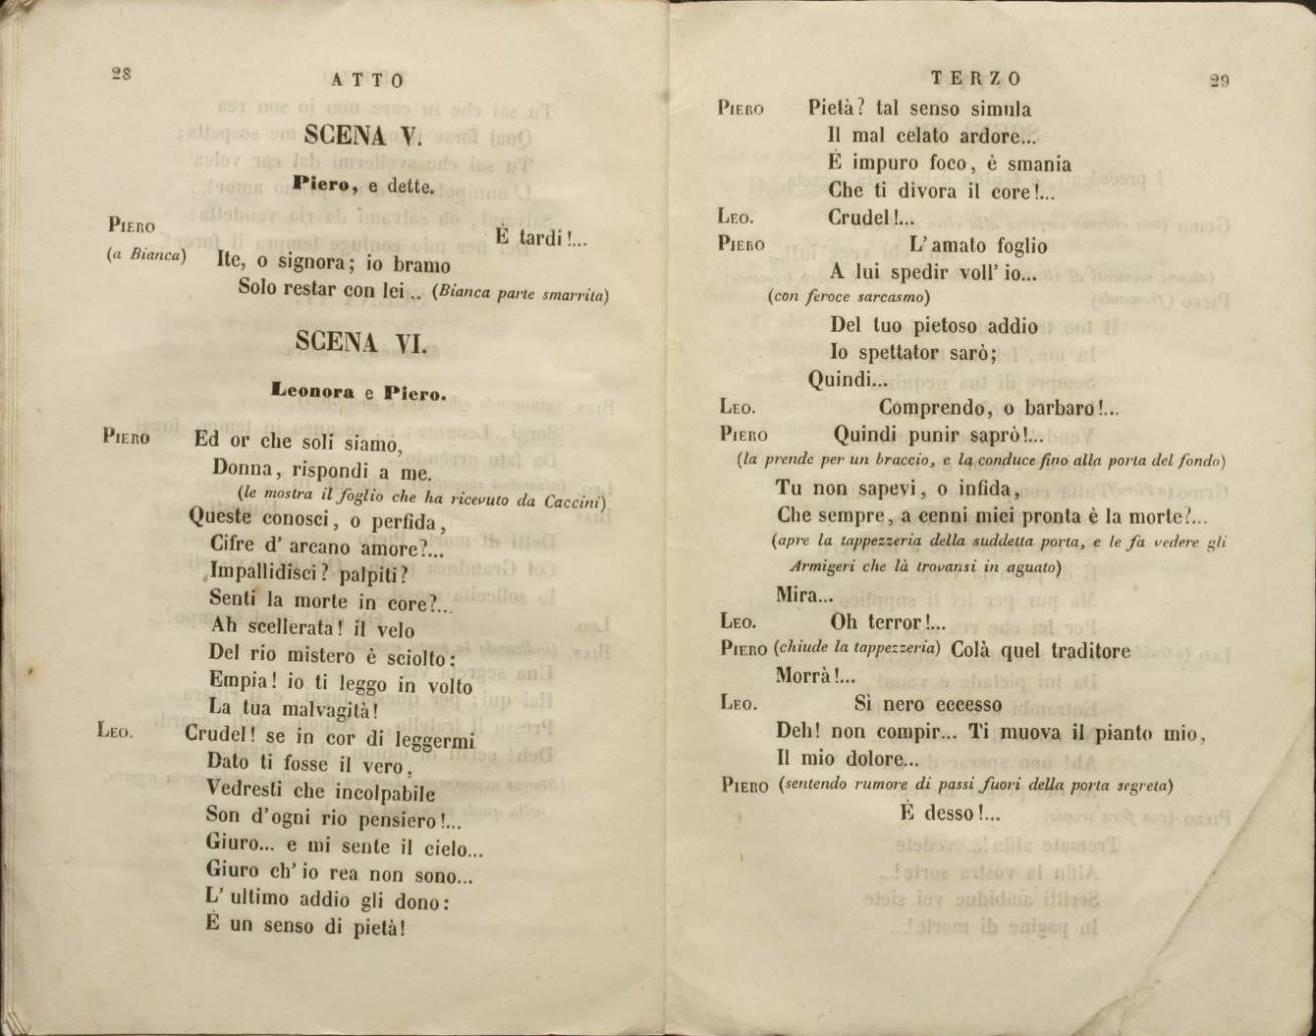 28
ATTO
SCENA V.
Piero, e dette.
PIERO È tardi!...
(a Bianca) Ite, o signora; io bramo
Solo restar con lei .. (Bianca parte smarrita)
SCENA VI.
Leonora e Piero.
PIERO Ed or che soli siamo,
Donna, rispondi a me.
(le mostra il foglio che ha ricevuto da Caccini)
Queste conosci, o perfida,
Cifre d' arcano amore?...
Impallidisci? palpiti?
Senti la morte in core?...
Ah scellerata! il velo
Del rio mistero è sciolto:
Empia! io ti leggo in volto
La tua malvagità!
LEO. Crudel! se in cor di leggermi
Dato ti fosse il vero,
Vedresti che incolpabile
Son d'ogni rio pensiero!...
Giuro... e mi sente il cielo...
Giuro ch' io rea non sono...
L' ultimo addio gli dono:
È un senso di pietà!
TERZO
29
PIERO Pietà? tal senso simula
Il mal celato ardore...
È impuro foco, è smania
Che ti divora il core!...
LEO. Crudel!...
PIERO L' amato foglio
A lui spedir voll' io...
(con feroce sarcasmo)
Del tuo pietoso addio
Io spettator sarò;
Quindi...
LEO. Comprendo, o barbaro!...
PIERO Quindi punir saprò!...
(la prende per un braccio, e la conduce fino alla porta del fondo)
Tu non sapevi, o infida,
Che sempre, a cenni miei pronta è la morte?...
(apre la tappezzeria della suddetta porta, e le fa vedere gli
Armigeri che là trovansi in aguato)
Mira...
LEO. Oh terror!...
PIERO (chiude la tappezzeria) Colà quel traditore
Morrà!...
LEO. Sì nero eccesso
Deh! non compir... Ti muova il pianto mio,
Il mio dolore...
PIERO (sentendo rumore di passi fuori della porta segreta)
È desso!...